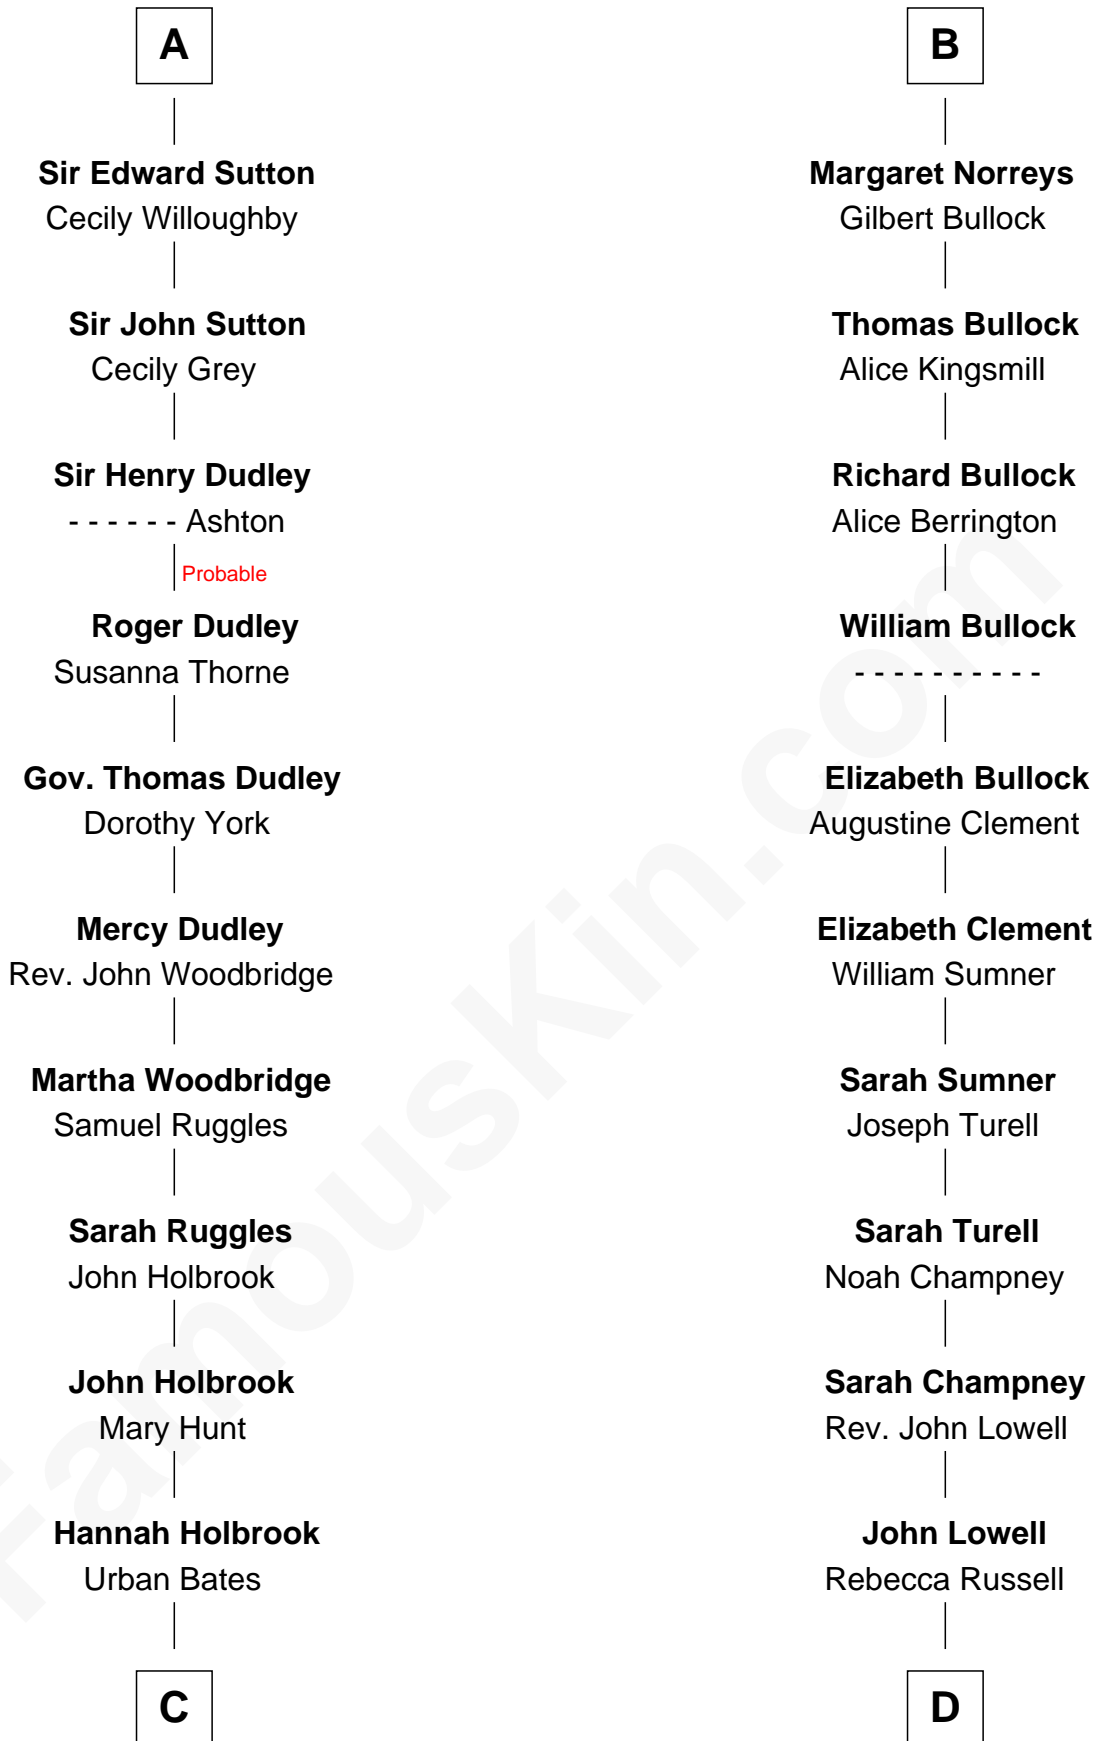 A
Sir Edward Sutton
Cecily Willoughby
Sir John Sutton
Cecily Grey
Sir Henry Dudley
- - - - - - Ashton
Probable
Roger Dudley
Susanna Thorne
Gov. Thomas Dudley
Dorothy York
Mercy Dudley
Rev. John Woodbridge
Martha Woodbridge
Samuel Ruggles
Sarah Ruggles
John Holbrook
John Holbrook
Mary Hunt
Hannah Holbrook
Urban Bates
C
B
Margaret Norreys
Gilbert Bullock
Thomas Bullock
Alice Kingsmill
Richard Bullock
Alice Berrington
William Bullock
- - - - - - - - - -
Elizabeth Bullock
Augustine Clement
Elizabeth Clement
William Sumner
Sarah Sumner
Joseph Turell
Sarah Turell
Noah Champney
Sarah Champney
Rev. John Lowell
John Lowell
Rebecca Russell
D
FamousKin.com